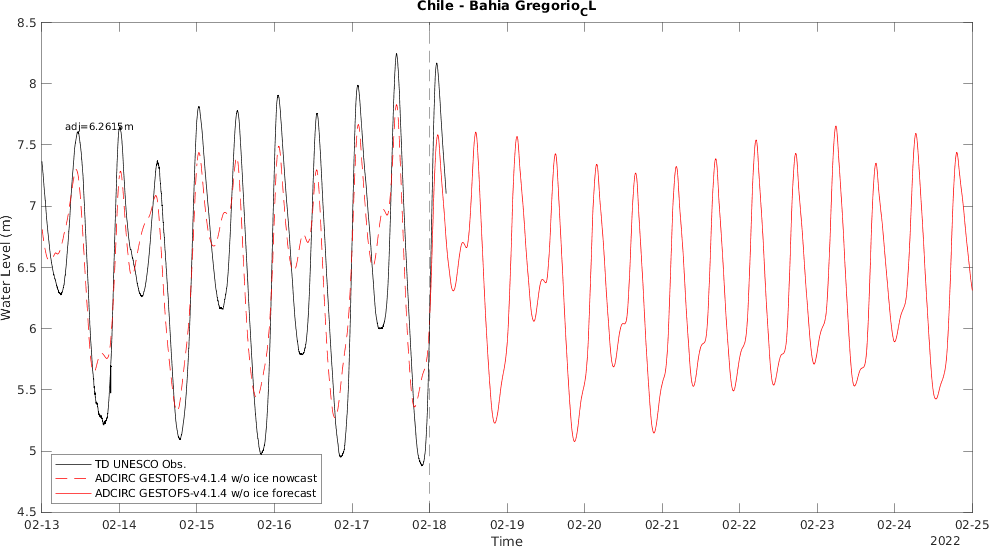 Chile - Bahia Gregorio_CL
8.5
8
7.5
7
6.5
6
5.5
5
4.5
Water Level (m)
adj=6.2615m
TD UNESCO Obs.
ADCIRC GESTOFS-v4.1.4 w/o ice nowcast
ADCIRC GESTOFS-v4.1.4 w/o ice forecast
02-13 02-14 02-15 02-16 02-17 02-18 02-19 02-20 02-21 02-22 02-23 02-24 02-25
Time
2022